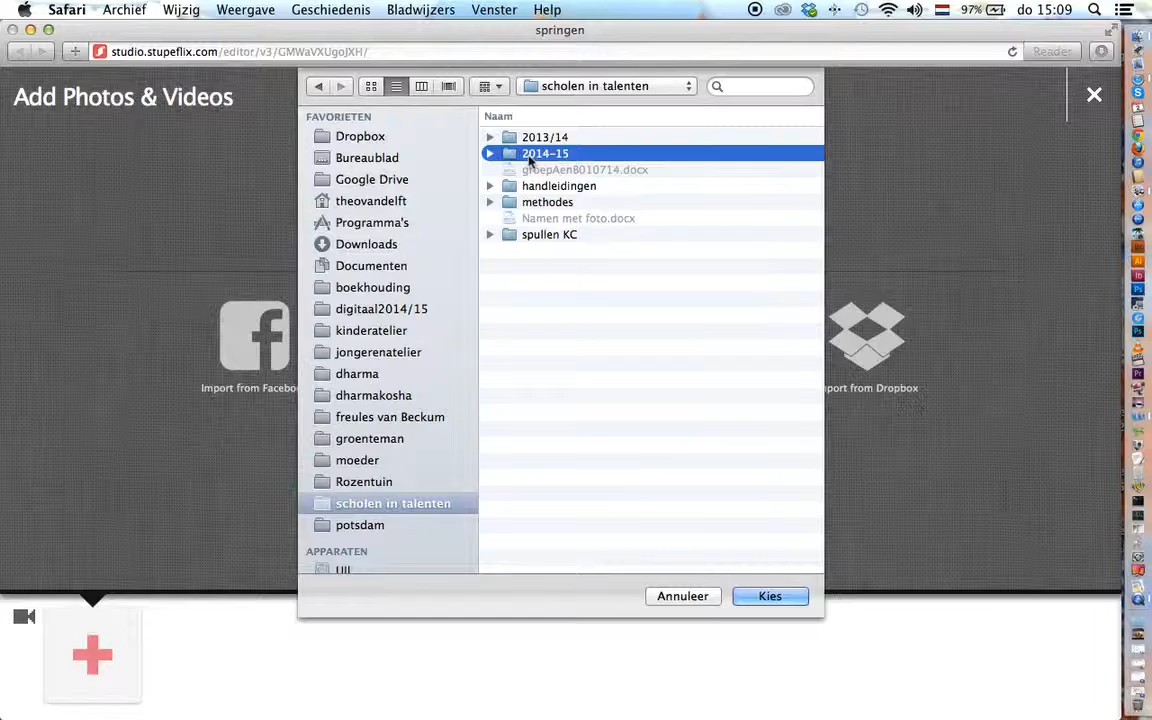 Safari Archief Wijzig Weergave Geschiedenis Bladwijzers Venster Help 97% do 15:09
springen
studio.stupeflix.com/editor/v3/GMWaVXUgoJXH/ Reader
Add Photos & Videos
scholen in talenten
FAVORIETEN
Dropbox
Bureaublad
Google Drive
theovandelft
Programma's
Downloads
Documenten
boekhouding
digitaal2014/15
kinderatelier
jongerenatelier
dharma
dharmakosha
freules van Beckum
groenteman
moeder
Rozentuin
scholen in talenten
potsdam
APPARATEN
Naam
2013/14
2014-15
groepAenB010714.docx
handleidingen
methodes
Namen met foto.docx
spullen KC
Import from Facebo
port from Dropbox
Annuleer Kies